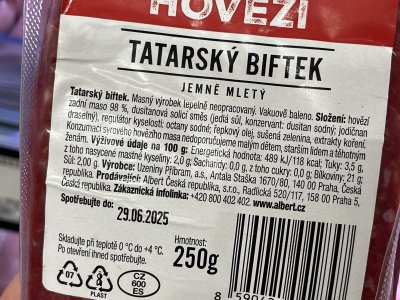 HOVĚZÍ
TATARSKÝ BIFTEK
JEMNĚ MLETÝ
Tatarský biftek. Masný výrobek tepelně neopracovaný. Vakuově baleno. Složení: hovězí
zadní maso 98 %, dusitanová solicí směs (jedlá sůl, konzervant: dusitan sodný; jodičnan
draselný), regulátor kyselosti: octany sodné; řepkový olej, sušená zelenina, extrakty koření.
Konzumaci syrového hovězího masa nedoporučujeme malým dětem, starším lidem a těhotným
ženám. Výživové údaje na 100 g: Energetická hodnota: 489 kJ/118 kcal; Tuky: 3,5 g,
z toho nasycené mastné kyseliny: 2,0 g; Sacharidy: 0,0 g, z toho cukry: 0,0 g; Bílkoviny: 21 g;
Sůl: 2,00 g. Výrobce: Uzeniny Příbram, a.s., Antala Staška 1670/80, 140 00 Praha, Česká
republika. Prodávající: Albert Česká republika, s.r.o., Radlická 520/117, 158 00 Praha 5,
Česká republika. Zákaznická infolinka: +420 800 402 402. www.albert.cz
Spotřebujte do:
29.06.2025
Skladujte při teplotě 0 °C do +4 °C.
Po otevření ihned spotřebujte.
Hmotnost:
250g
07
8
PLAST
CZ
600
ES